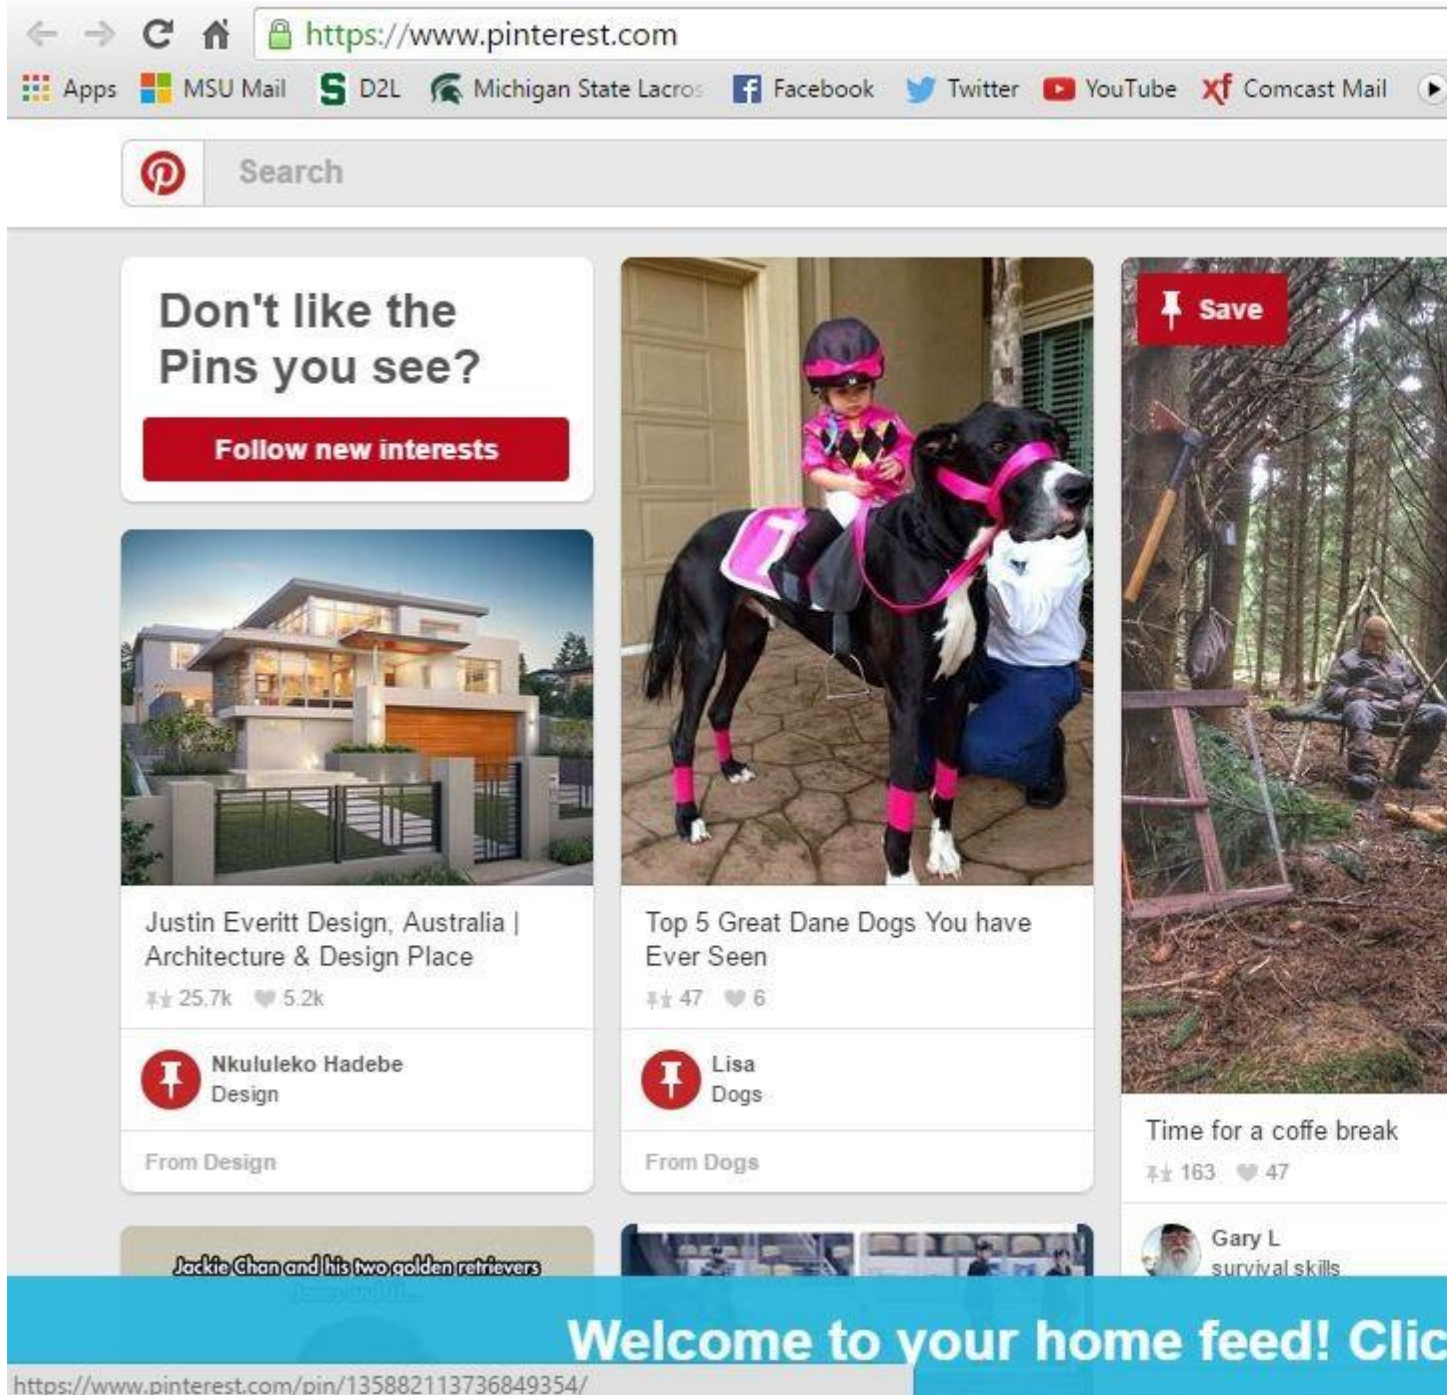 https://www.pinterest.com
Apps MSU Mail D2L Michigan State Lacros Facebook Twitter YouTube Comcast Mail
Search
Don't like the
Pins you see?
Follow new interests
Save
Justin Everitt Design, Australia |
Architecture & Design Place
25.7k 5.2k
Nkululeko Hadebe
Design
From Design
Top 5 Great Dane Dogs You have
Ever Seen
47 6
Lisa
Dogs
From Dogs
Time for a coffe break
163 47
Gary L
survival skills
Jackie Chan and his two golden retrievers
Welcome to your home feed! Clic
https://www.pinterest.com/pin/135882113736849354/